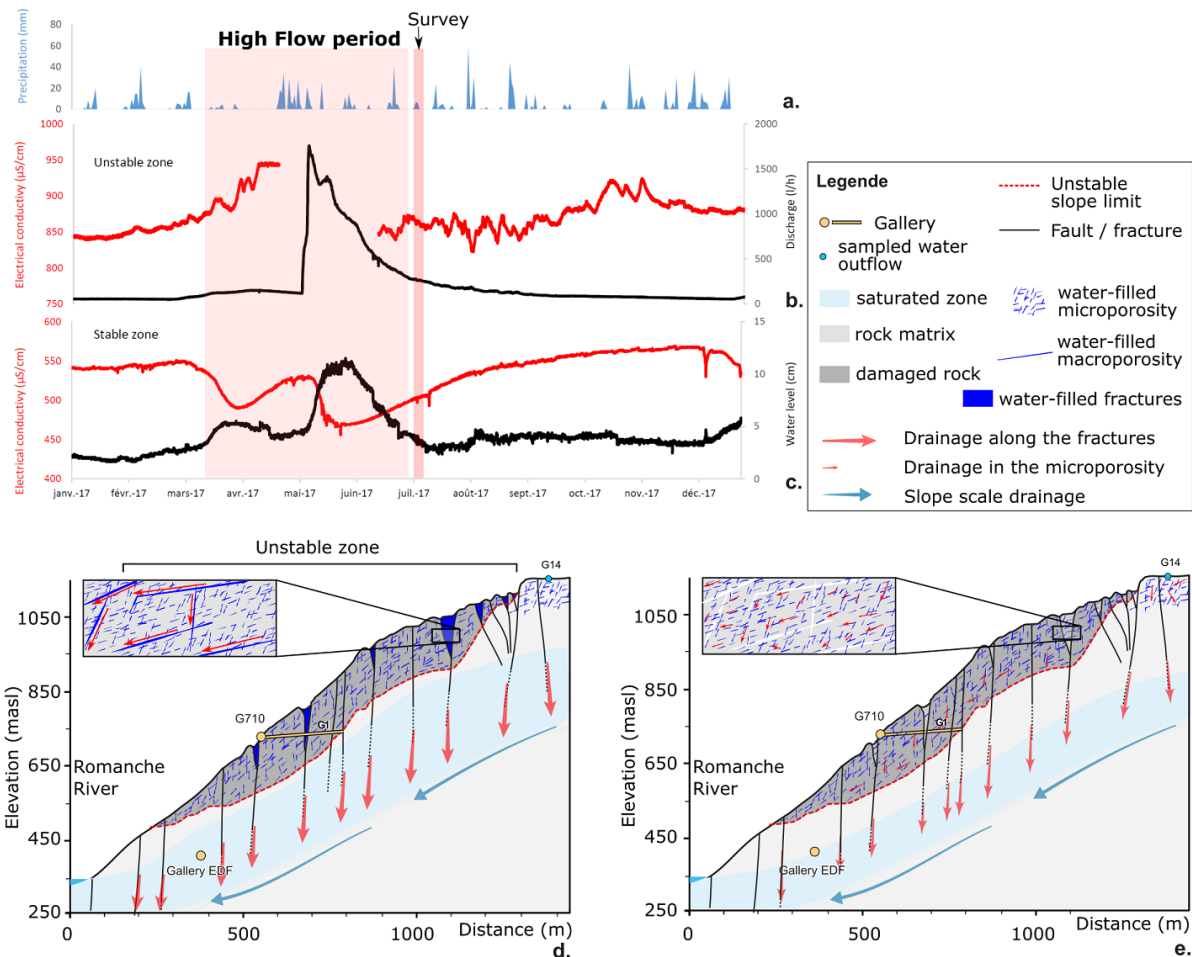 Survey
High Flow period
Precipitation (mm)
80
60
40
20
0
a.
1000
950
900
850
800
750
Electrical conductivy (µS/cm)
Unstable zone
2000
1500
1000
500
0
Discharge (l/h)
b.
600
550
500
450
400
Electrical conductivy (µS/cm)
Stable zone
15
10
5
0
Water level (cm)
c.
janv.-17 févr.-17 mars-17 avr.-17 mai-17 juin-17 juil.-17 août-17 sept.-17 oct.-17 nov.-17 déc.-17
Legende
Gallery
sampled water
outflow
saturated zone
rock matrix
damaged rock
Unstable
slope limit
Fault / fracture
water-filled
microporosity
water-filled
macroporosity
water-filled fractures
Drainage along the fractures
Drainage in the microporosity
Slope scale drainage
Unstable zone
G14
1050
850
650
450
250
Elevation (masl)
G710
G1
Romanche
River
Gallery EDF
0 500 1000
Distance (m)
d.
G14
1050
850
650
450
250
Elevation (masl)
G710
G1
Romanche
River
Gallery EDF
0 500 1000
Distance (m)
e.